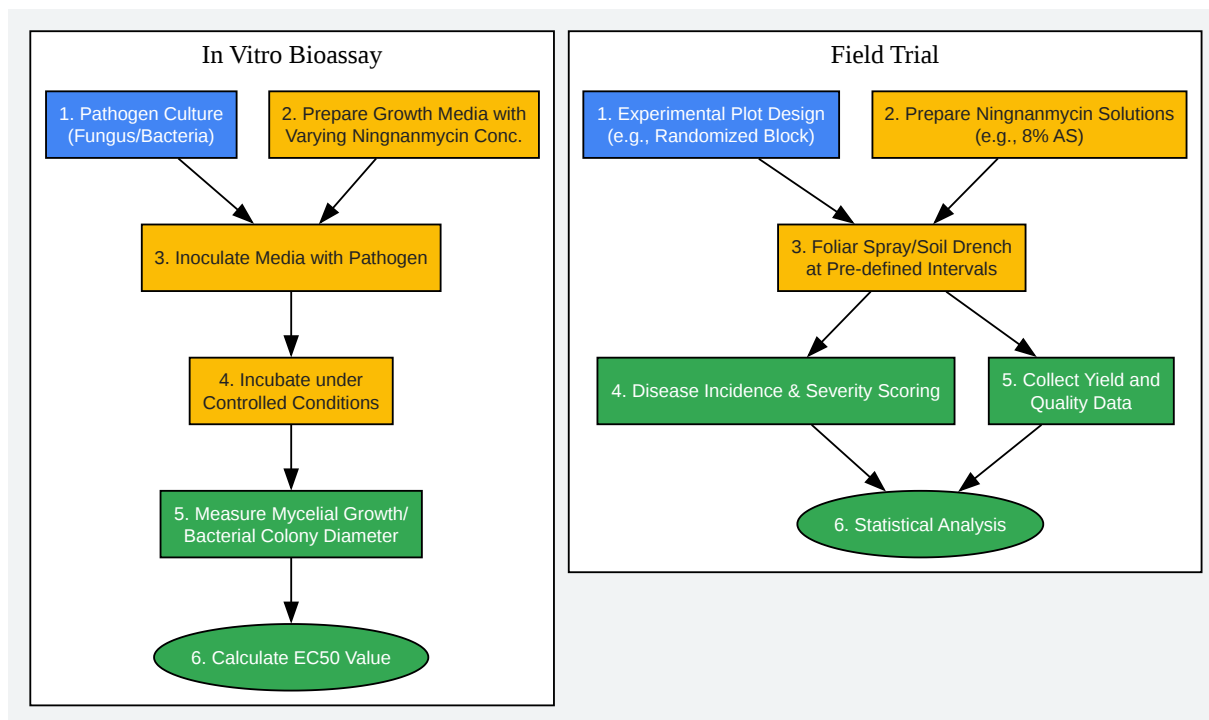 In Vitro Bioassay
1. Pathogen Culture
(Fungus/Bacteria)
2. Prepare Growth Media with
Varying Ningnanmycin Conc.
3. Inoculate Media with Pathogen
4. Incubate under
Controlled Conditions
5. Measure Mycelial Growth/
Bacterial Colony Diameter
6. Calculate EC50 Value
Field Trial
1. Experimental Plot Design
(e.g., Randomized Block)
2. Prepare Ningnanmycin Solutions
(e.g., 8% AS)
3. Foliar Spray/Soil Drench
at Pre-defined Intervals
4. Disease Incidence & Severity Scoring
5. Collect Yield and
Quality Data
6. Statistical Analysis